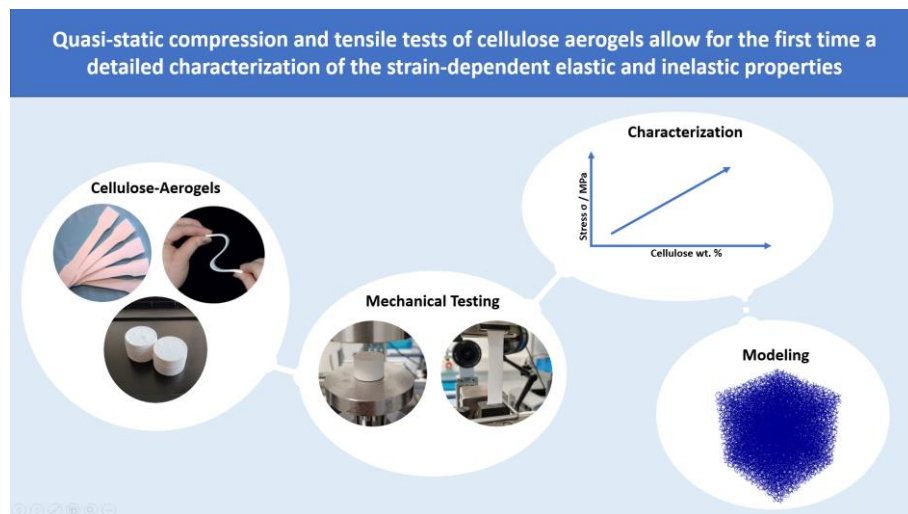 Quasi-static compression and tensile tests of cellulose aerogels allow for the first time a
detailed characterization of the strain-dependent elastic and inelastic properties
Cellulose-Aerogels
Mechanical Testing
Characterization
Stress σ / MPa
Cellulose wt. %
Modeling